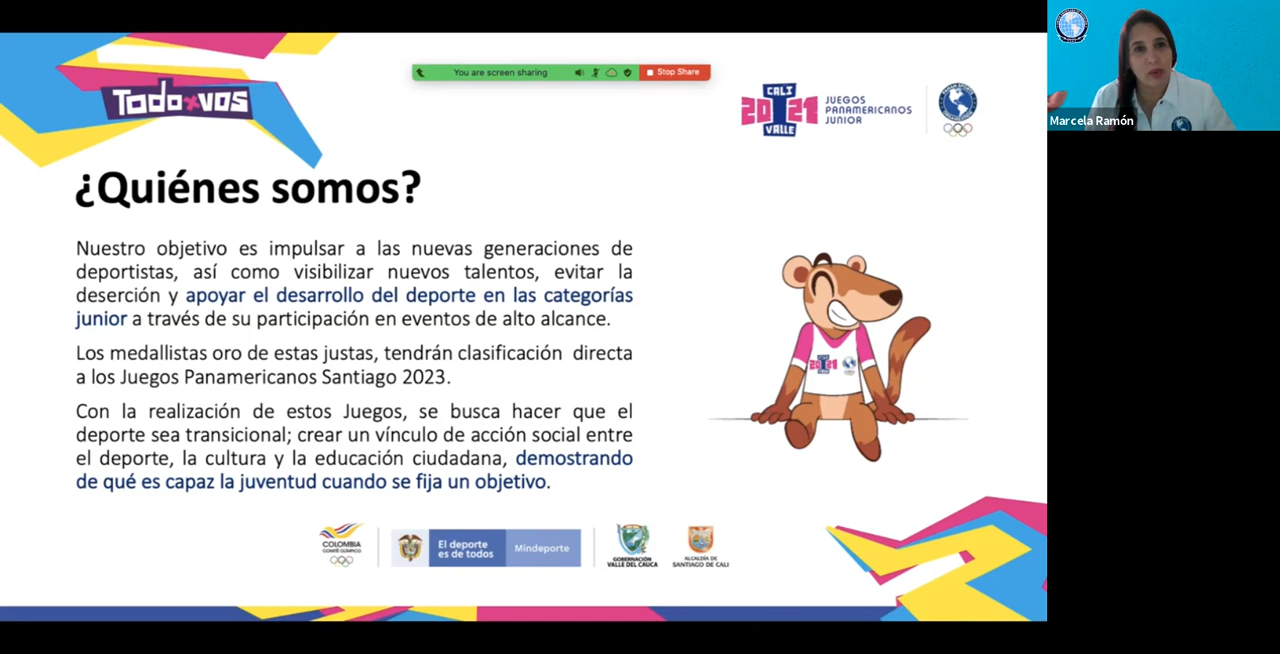 You are screen sharing
Stop Share
Todo x vos
CALI
2021
VALLE
JUEGOS
PANAMERICANOS
JUNIOR
Marcela Ramón
¿Quiénes somos?
Nuestro objetivo es impulsar a las nuevas generaciones de
deportistas, así como visibilizar nuevos talentos, evitar la
deserción y apoyar el desarrollo del deporte en las categorías
junior a través de su participación en eventos de alto alcance.
Los medallistas oro de estas justas, tendrán clasificación directa
a los Juegos Panamericanos Santiago 2023.
Con la realización de estos Juegos, se busca hacer que el
deporte sea transicional; crear un vínculo de acción social entre
el deporte, la cultura y la educación ciudadana, demostrando
de qué es capaz la juventud cuando se fija un objetivo.
2021
COLOMBIA
COMITÉ OLÍMPICO
El deporte
es de todos
Mindeporte
GOBERNACIÓN
VALLE DEL CAUCA
ALCALDÍA DE
SANTIAGO DE CALI